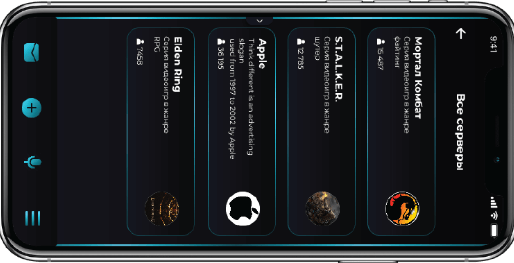 9:41
Все серверы
Мортал Комбат
Серия видеоигр в жанре
файтинг
15 487
S.T.A.L.K.E.R.
Серия видеоигр в жанре
шутер
12 785
Apple
Think different is an advertising
slogan
used from 1997 to 2002 by Apple
36 195
Elden Ring
Серия видеоигр в жанре
RPG
7458